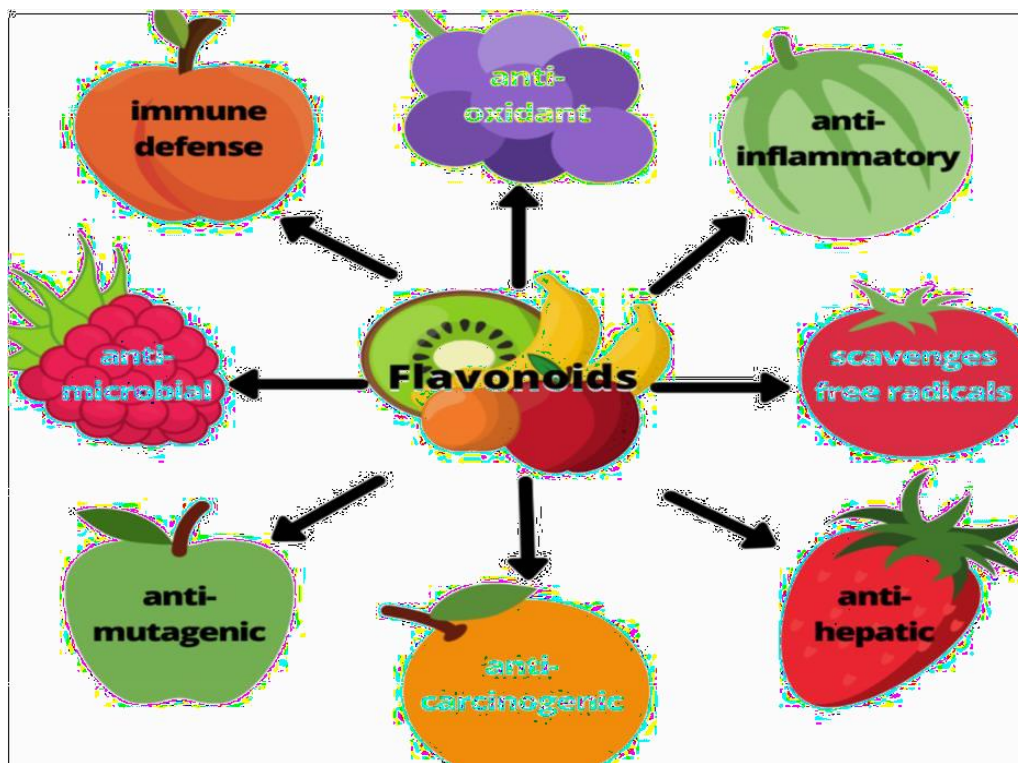 immune
defense
anti-
oxidant
anti-
inflammatory
anti-
microbial
Flavonoids
scavenges
free radicals
anti-
mutagenic
anti-
carcinogenic
anti-
hepatic